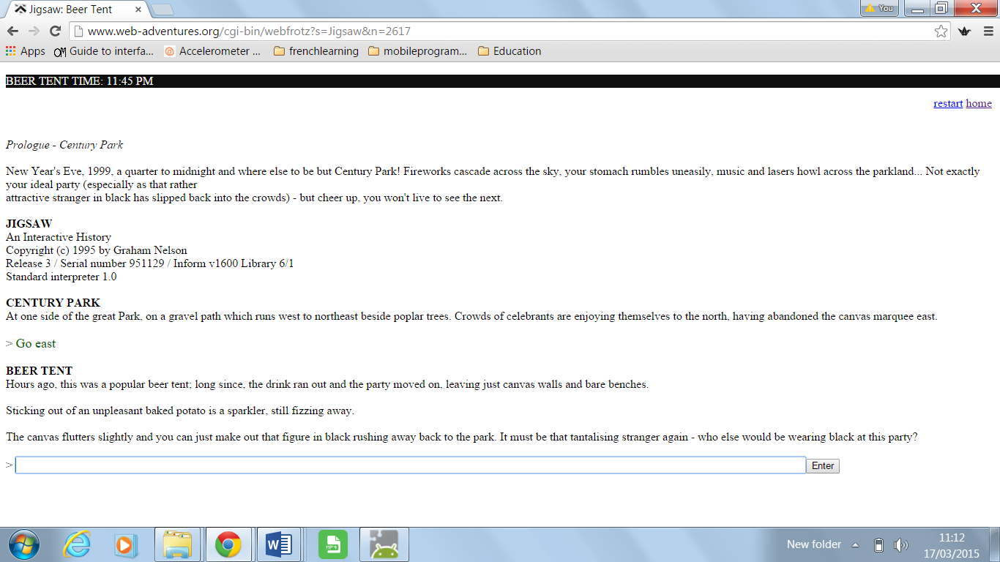 Jigsaw: Beer Tent
You
www.web-adventures.org/cgi-bin/webfrotz?s=Jigsaw&n=2617
Apps Guide to interfa... Accelerometer ... frenchlearning mobileprogram... Education
BEER TENT TIME: 11:45 PM
restart home
Prologue - Century Park
New Year's Eve, 1999, a quarter to midnight and where else to be but Century Park! Fireworks cascade across the sky, your stomach rumbles uneasily, music and lasers howl across the parkland... Not exactly
your ideal party (especially as that rather
attractive stranger in black has slipped back into the crowds) - but cheer up, you won't live to see the next.
JIGSAW
An Interactive History
Copyright (c) 1995 by Graham Nelson
Release 3 / Serial number 951129 / Inform v1600 Library 6/1
Standard interpreter 1.0
CENTURY PARK
At one side of the great Park, on a gravel path which runs west to northeast beside poplar trees. Crowds of celebrants are enjoying themselves to the north, having abandoned the canvas marquee east.
> Go east
BEER TENT
Hours ago, this was a popular beer tent; long since, the drink ran out and the party moved on, leaving just canvas walls and bare benches.
Sticking out of an unpleasant baked potato is a sparkler, still fizzing away.
The canvas flutters slightly and you can just make out that figure in black rushing away back to the park. It must be that tantalising stranger again - who else would be wearing black at this party?
> Enter
New folder
11:12
17/03/2015